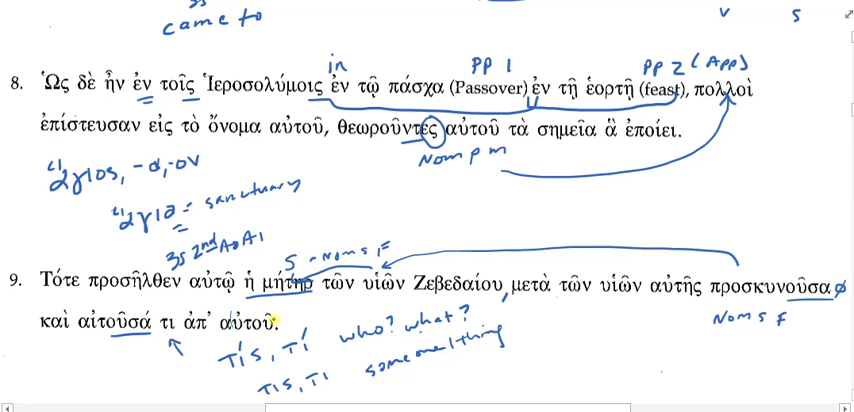 came to
V S
in PP 1 PP 2 (App)
8. Ὡς δὲ ἦν ἐν τοῖς Ἱεροσολύμοις ἐν τῷ πάσχα (Passover) ἐν τῇ ἑορτῇ (feast), πολλοὶ
ἐπίστευσαν εἰς τὸ ὄνομα αὐτοῦ, θεωροῦντες αὐτοῦ τὰ σημεῖα ἃ ἐποίει.
Nom p m
ἅγιος, -α, -ον
ἅγια = sanctuary
3S 2nd A A I
S - Nom S F
9. Τότε προσῆλθεν αὐτῷ ἡ μήτηρ τῶν υἱῶν Ζεβεδαίου, μετὰ τῶν υἱῶν αὐτῆς προσκυνοῦσα
Nom S F
καὶ αἰτοῦσά τι ἀπ' αὐτοῦ.
τίς, τί who? what?
τις, τι someone/thing